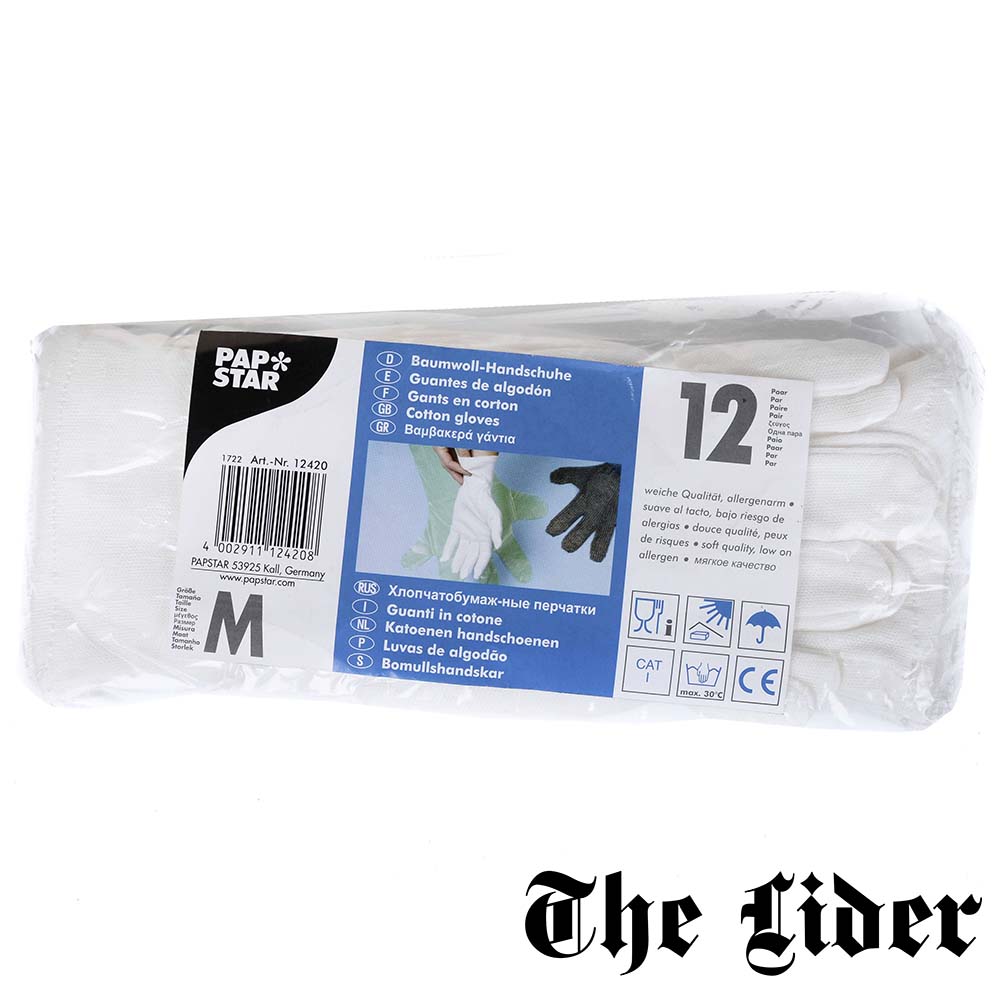 PAP*
STAR
1722 Art.-Nr. 12420
4 002911 124208
PAPSTAR 53925 Kall, Germany
www.papstar.com
Größe
Tamaño
Taille
Size
μέγεθος
Размер
Misura
Maat
Tamanho
Storlek
M
D Baumwoll-Handschuhe
E Guantes de algodón
F Gants en corton
GB Cotton gloves
GR Βαμβακερά γάντια
RUS Хлопчатобумаж-ные перчатки
I Guanti in cotone
NL Katoenen handschoenen
P Luvas de algodão
S Bomullshandskar
12
Paar
Par
Paire
Pair
ζεύγος
Одна пара
Paio
Paar
Par
Par
weiche Qualität, allergenarm •
suave al tacto, bajo riesgo de
alergias • douce qualité, peux
de risques • soft quality, low on
allergen • мягкое качество
i
CAT
I
max. 30°C
CE
The Lider